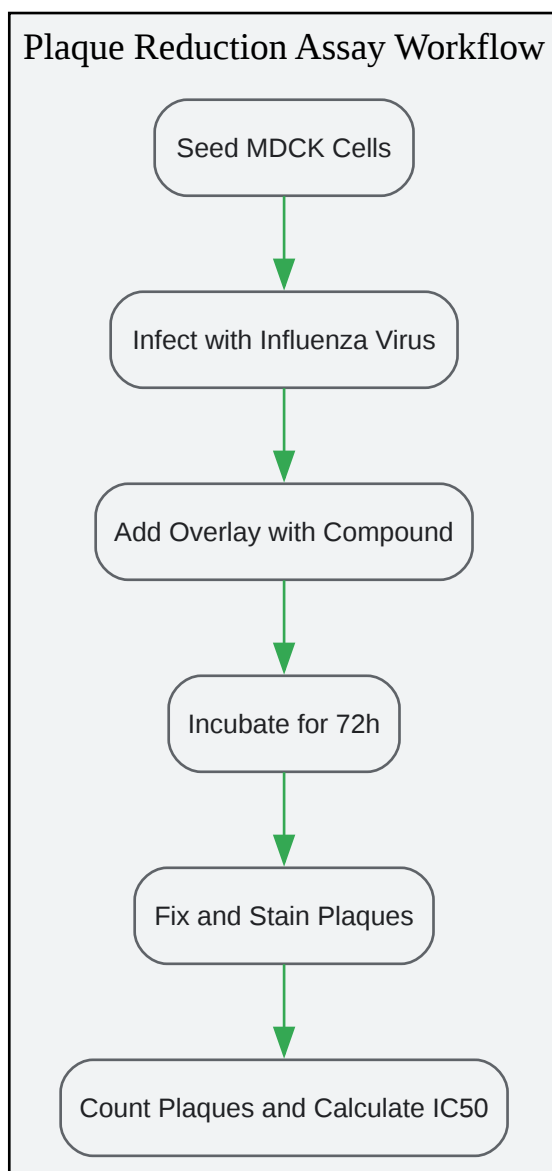 Plaque Reduction Assay Workflow
Seed MDCK Cells
Infect with Influenza Virus
Add Overlay with Compound
Incubate for 72h
Fix and Stain Plaques
Count Plaques and Calculate IC50